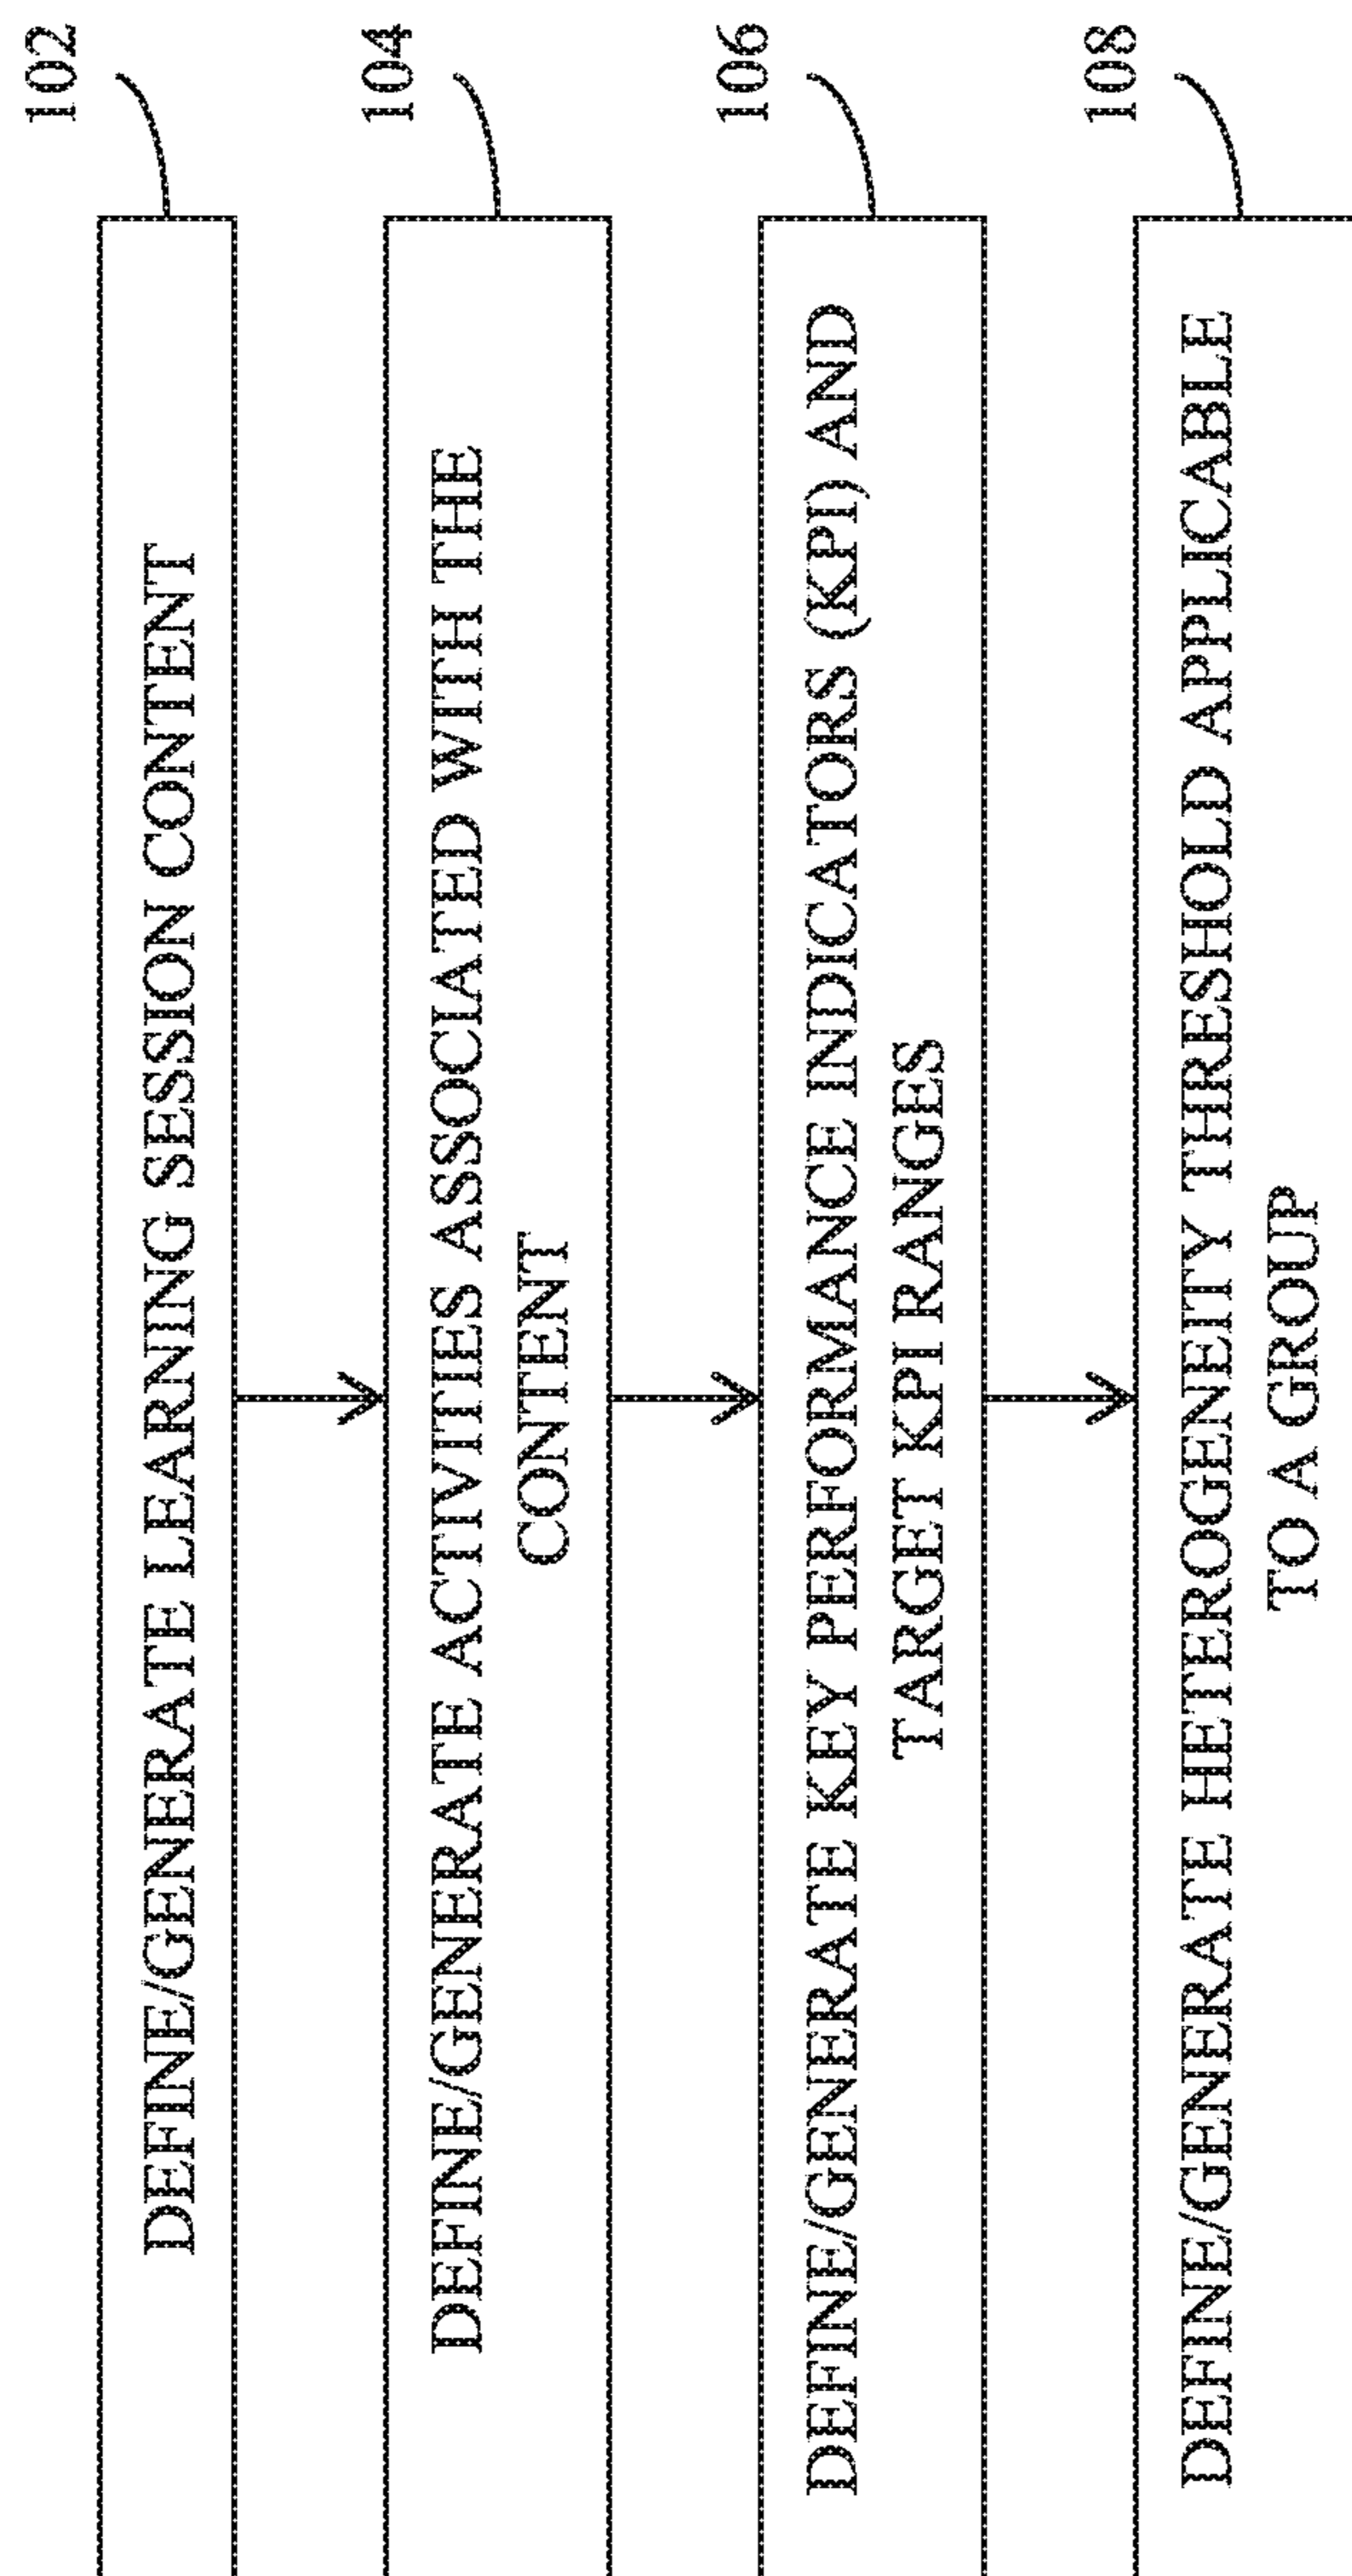 102
DEFINE/GENERATE LEARNING SESSION CONTENT
104
DEFINE/GENERATE ACTIVITIES ASSOCIATED WITH THE
CONTENT
106
DEFINE/GENERATE KEY PERFORMANCE INDICATORS (KPI) AND
TARGET KPI RANGES
108
DEFINE/GENERATE HETEROGENEITY THRESHOLD APPLICABLE
TO A GROUP